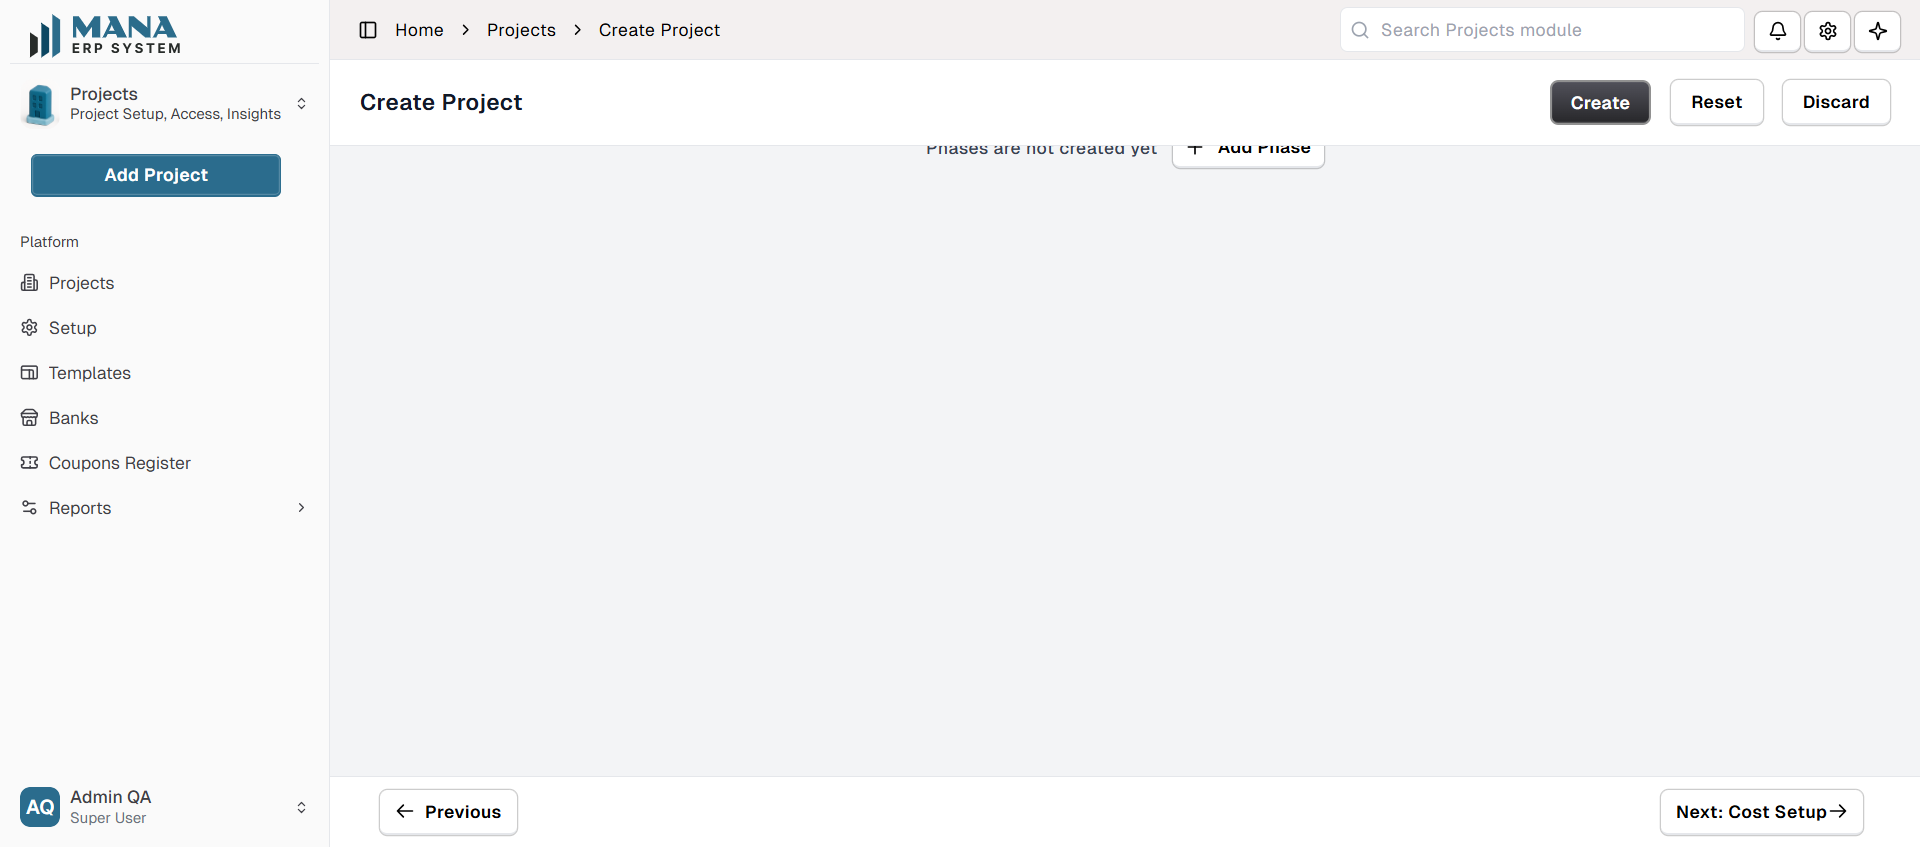 MANA
ERP SYSTEM
Home
Projects
Create Project
Search Projects module
Projects
Project Setup, Access, Insights
Create Project
Create
Reset
Discard
Phases are not created yet
Add Phase
Add Project
Platform
Projects
Setup
Templates
Banks
Coupons Register
Reports
AQ
Admin QA
Super User
Previous
Next: Cost Setup